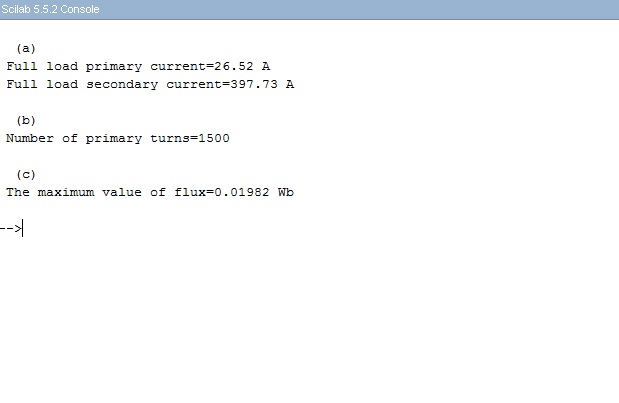 Scilab 5.5.2 Console
(a)
Full load primary current=26.52 A
Full load secondary current=397.73 A
(b)
Number of primary turns=1500
(c)
The maximum value of flux=0.01982 Wb
-->